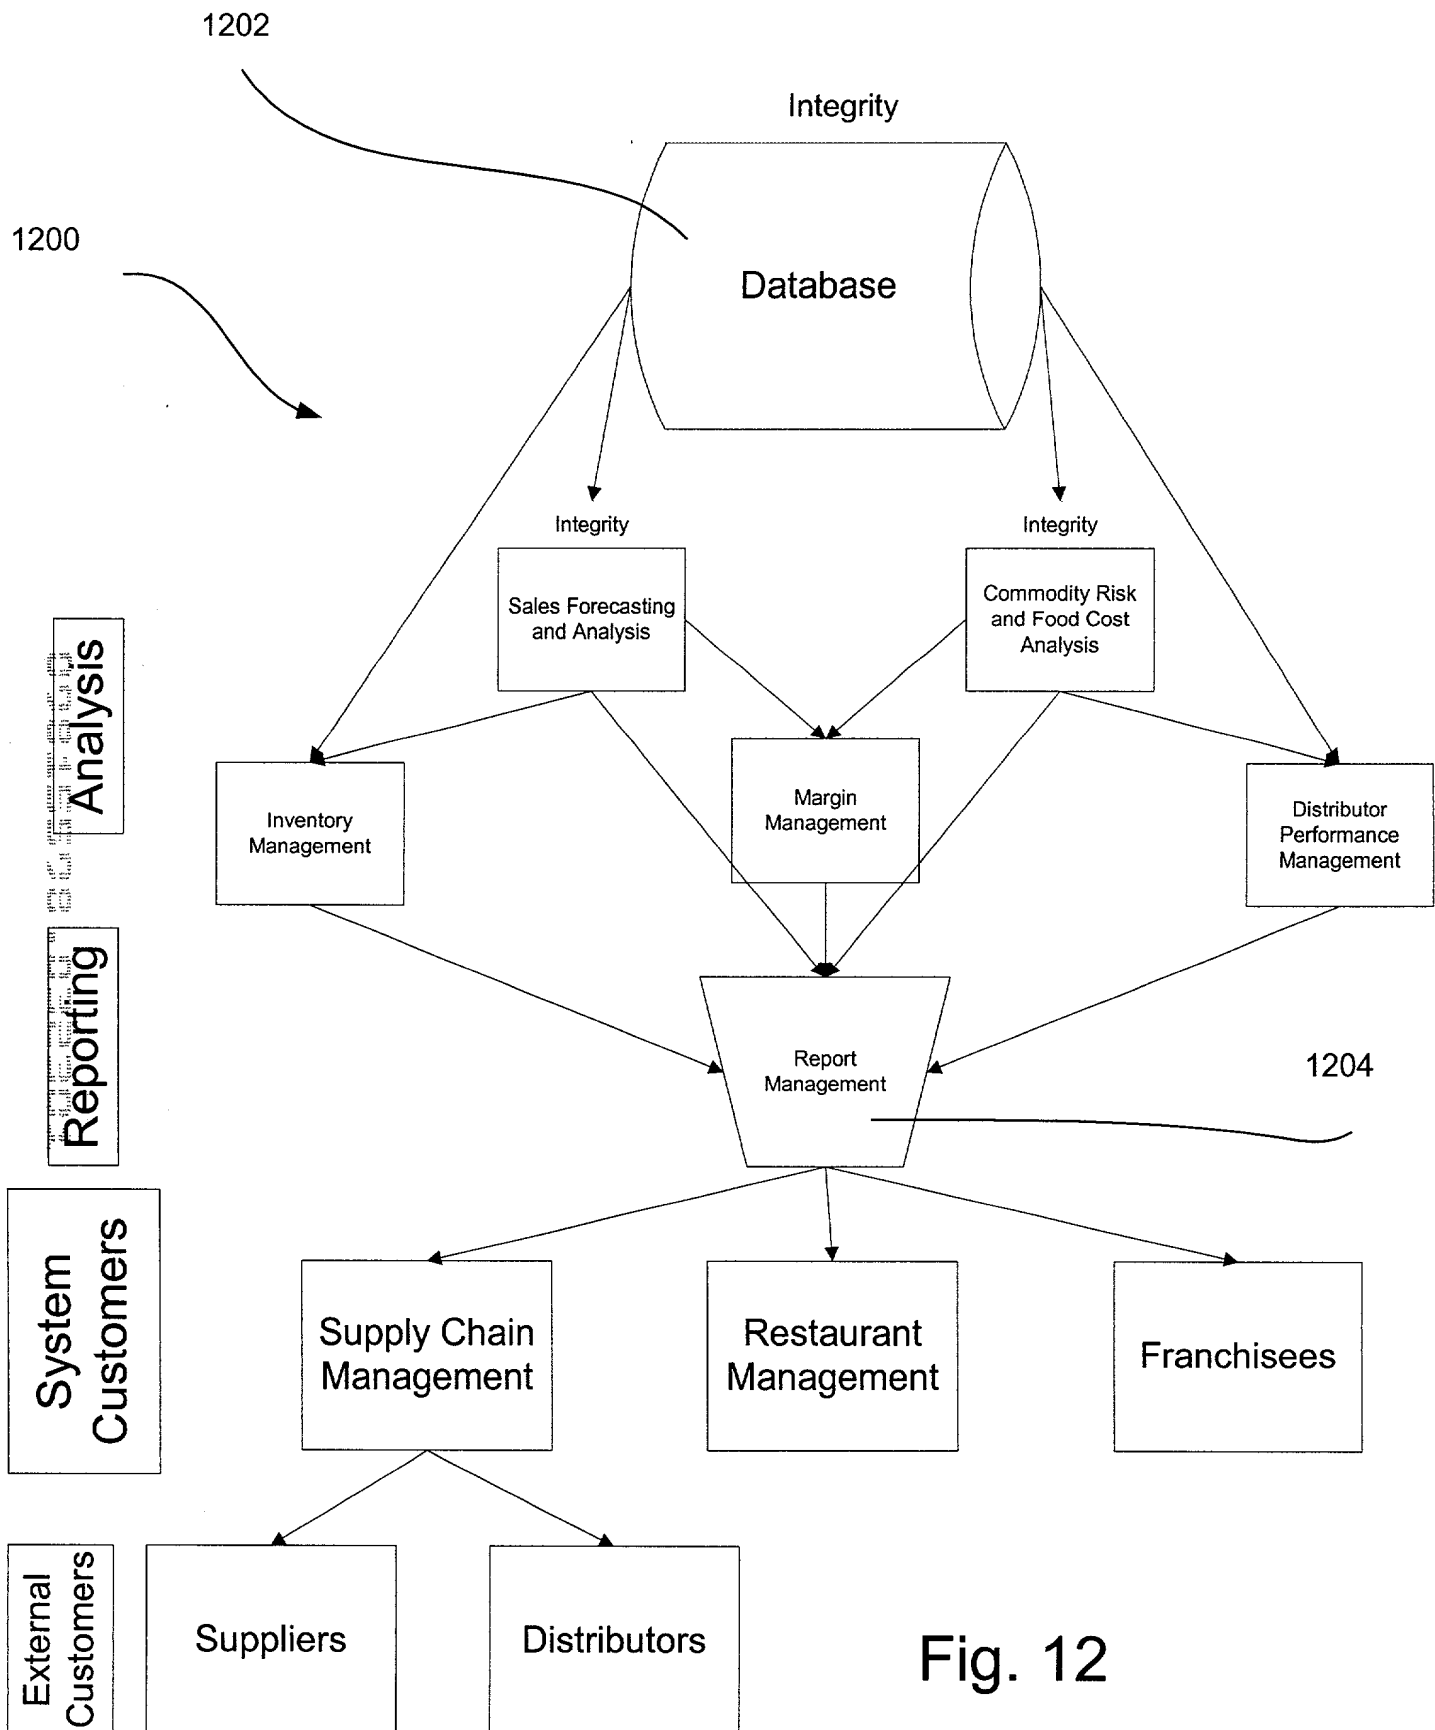 1202
Integrity
1200
Database
Integrity
Integrity
Sales Forecasting
and Analysis
Commodity Risk
and Food Cost
Analysis
Analysis
Inventory
Management
Margin
Management
Distributor
Performance
Management
Reporting
Report
Management
1204
System
Customers
Supply Chain
Management
Restaurant
Management
Franchisees
External
Customers
Suppliers
Distributors
Fig. 12